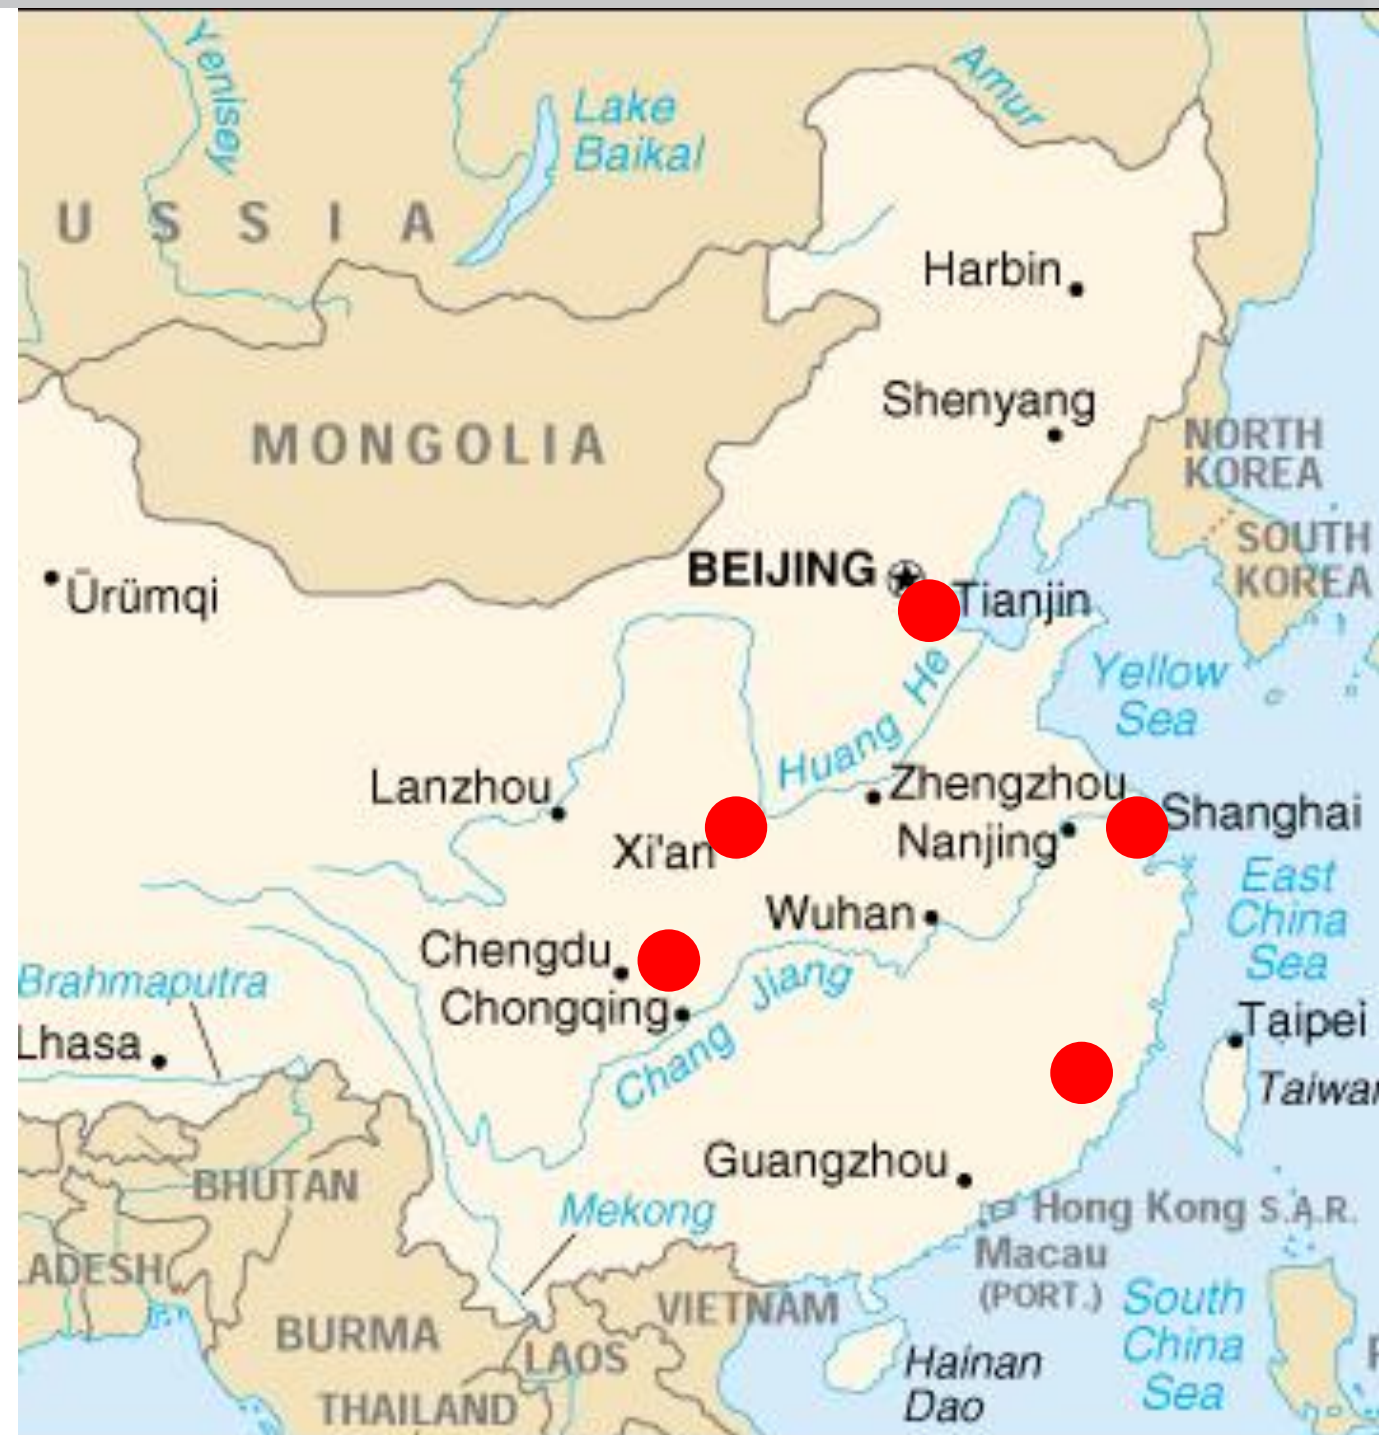 Yenisey
Lake
Baikal
Amur
U S S I A
Harbin
Shenyang
MONGOLIA
NORTH
KOREA
SOUTH
KOREA
BEIJING
Tianjin
Ürümqi
Yellow
Sea
Huang He
Lanzhou
Zhengzhou
Shanghai
Xi'an
Nanjing
East
China
Sea
Wuhan
Chengdu
Chongqing
Chang Jiang
Brahmaputra
Lhasa
Taipei
Taiwan
Guangzhou
BHUTAN
Mekong
Hong Kong S.A.R.
Macau
(PORT.)
LADESH
VIETNAM
South
China
Sea
BURMA
LAOS
Hainan
Dao
THAILAND